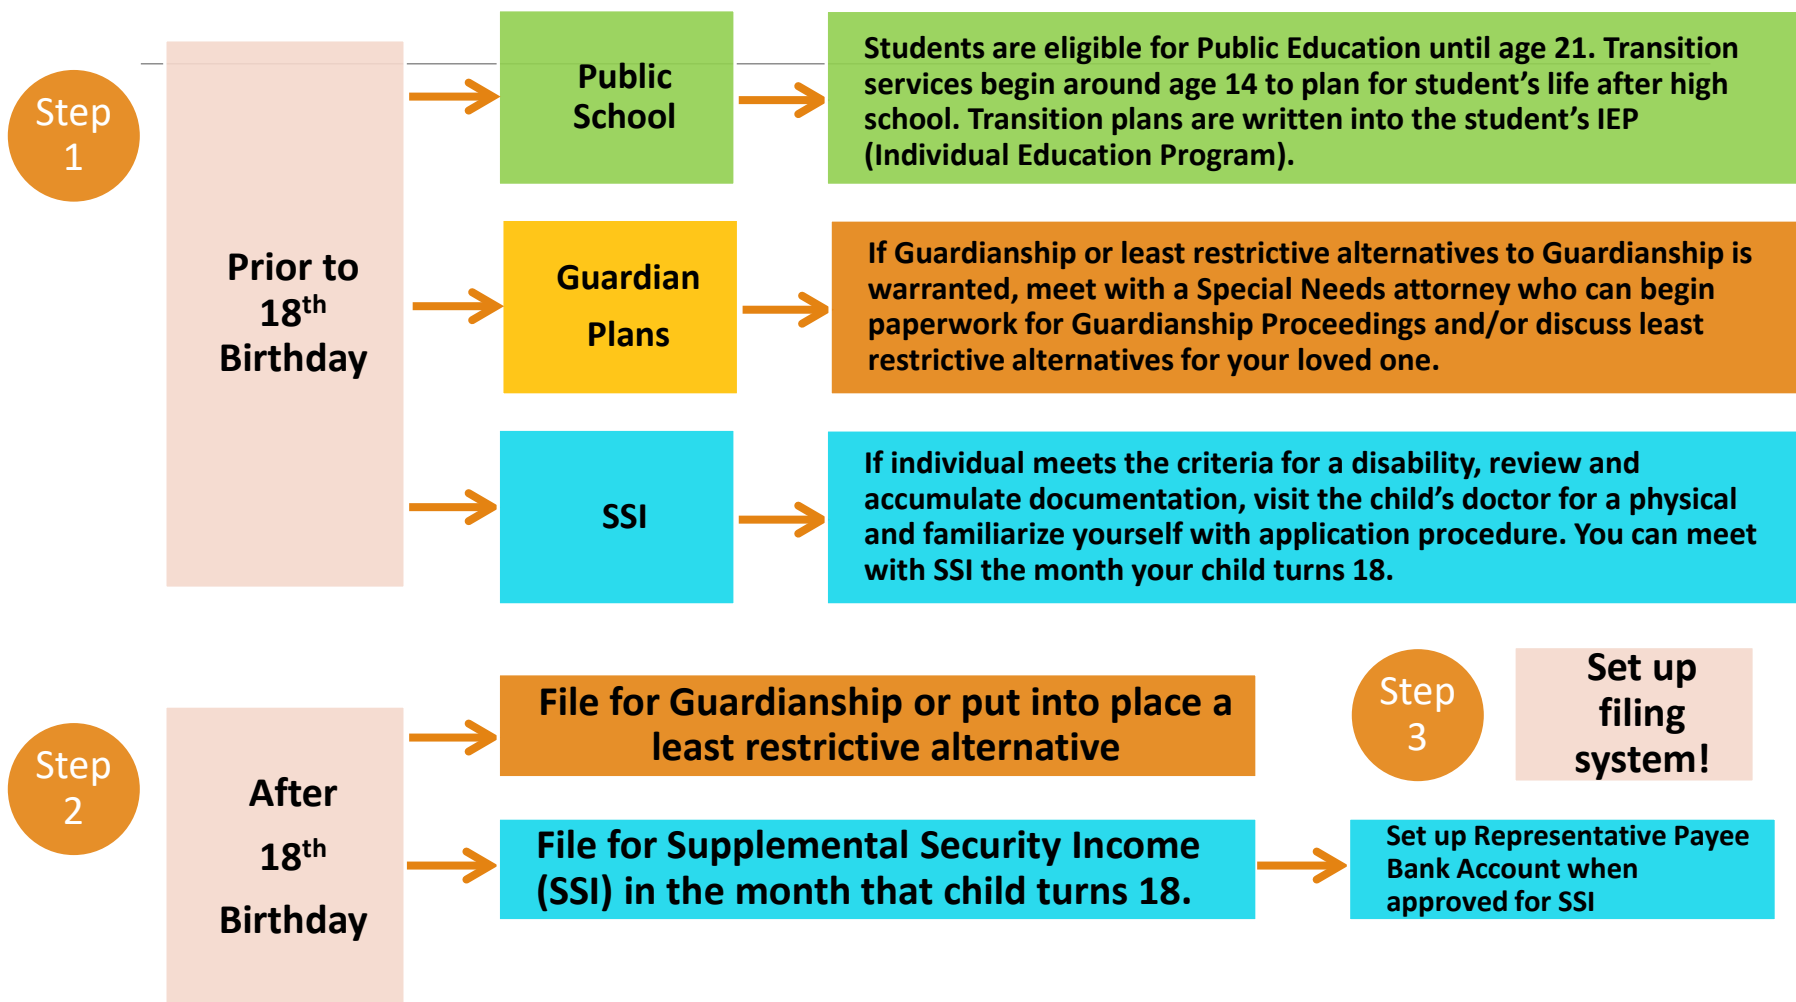 Step
1
Prior to
18th
Birthday
Public
School
Students are eligible for Public Education until age 21. Transition
services begin around age 14 to plan for student’s life after high
school. Transition plans are written into the student’s IEP
(Individual Education Program).
Guardian
Plans
If Guardianship or least restrictive alternatives to Guardianship is
warranted, meet with a Special Needs attorney who can begin
paperwork for Guardianship Proceedings and/or discuss least
restrictive alternatives for your loved one.
SSI
If individual meets the criteria for a disability, review and
accumulate documentation, visit the child’s doctor for a physical
and familiarize yourself with application procedure. You can meet
with SSI the month your child turns 18.
Step
2
After
18th
Birthday
File for Guardianship or put into place a
least restrictive alternative
File for Supplemental Security Income
(SSI) in the month that child turns 18.
Step
3
Set up
filing
system!
Set up Representative Payee
Bank Account when
approved for SSI